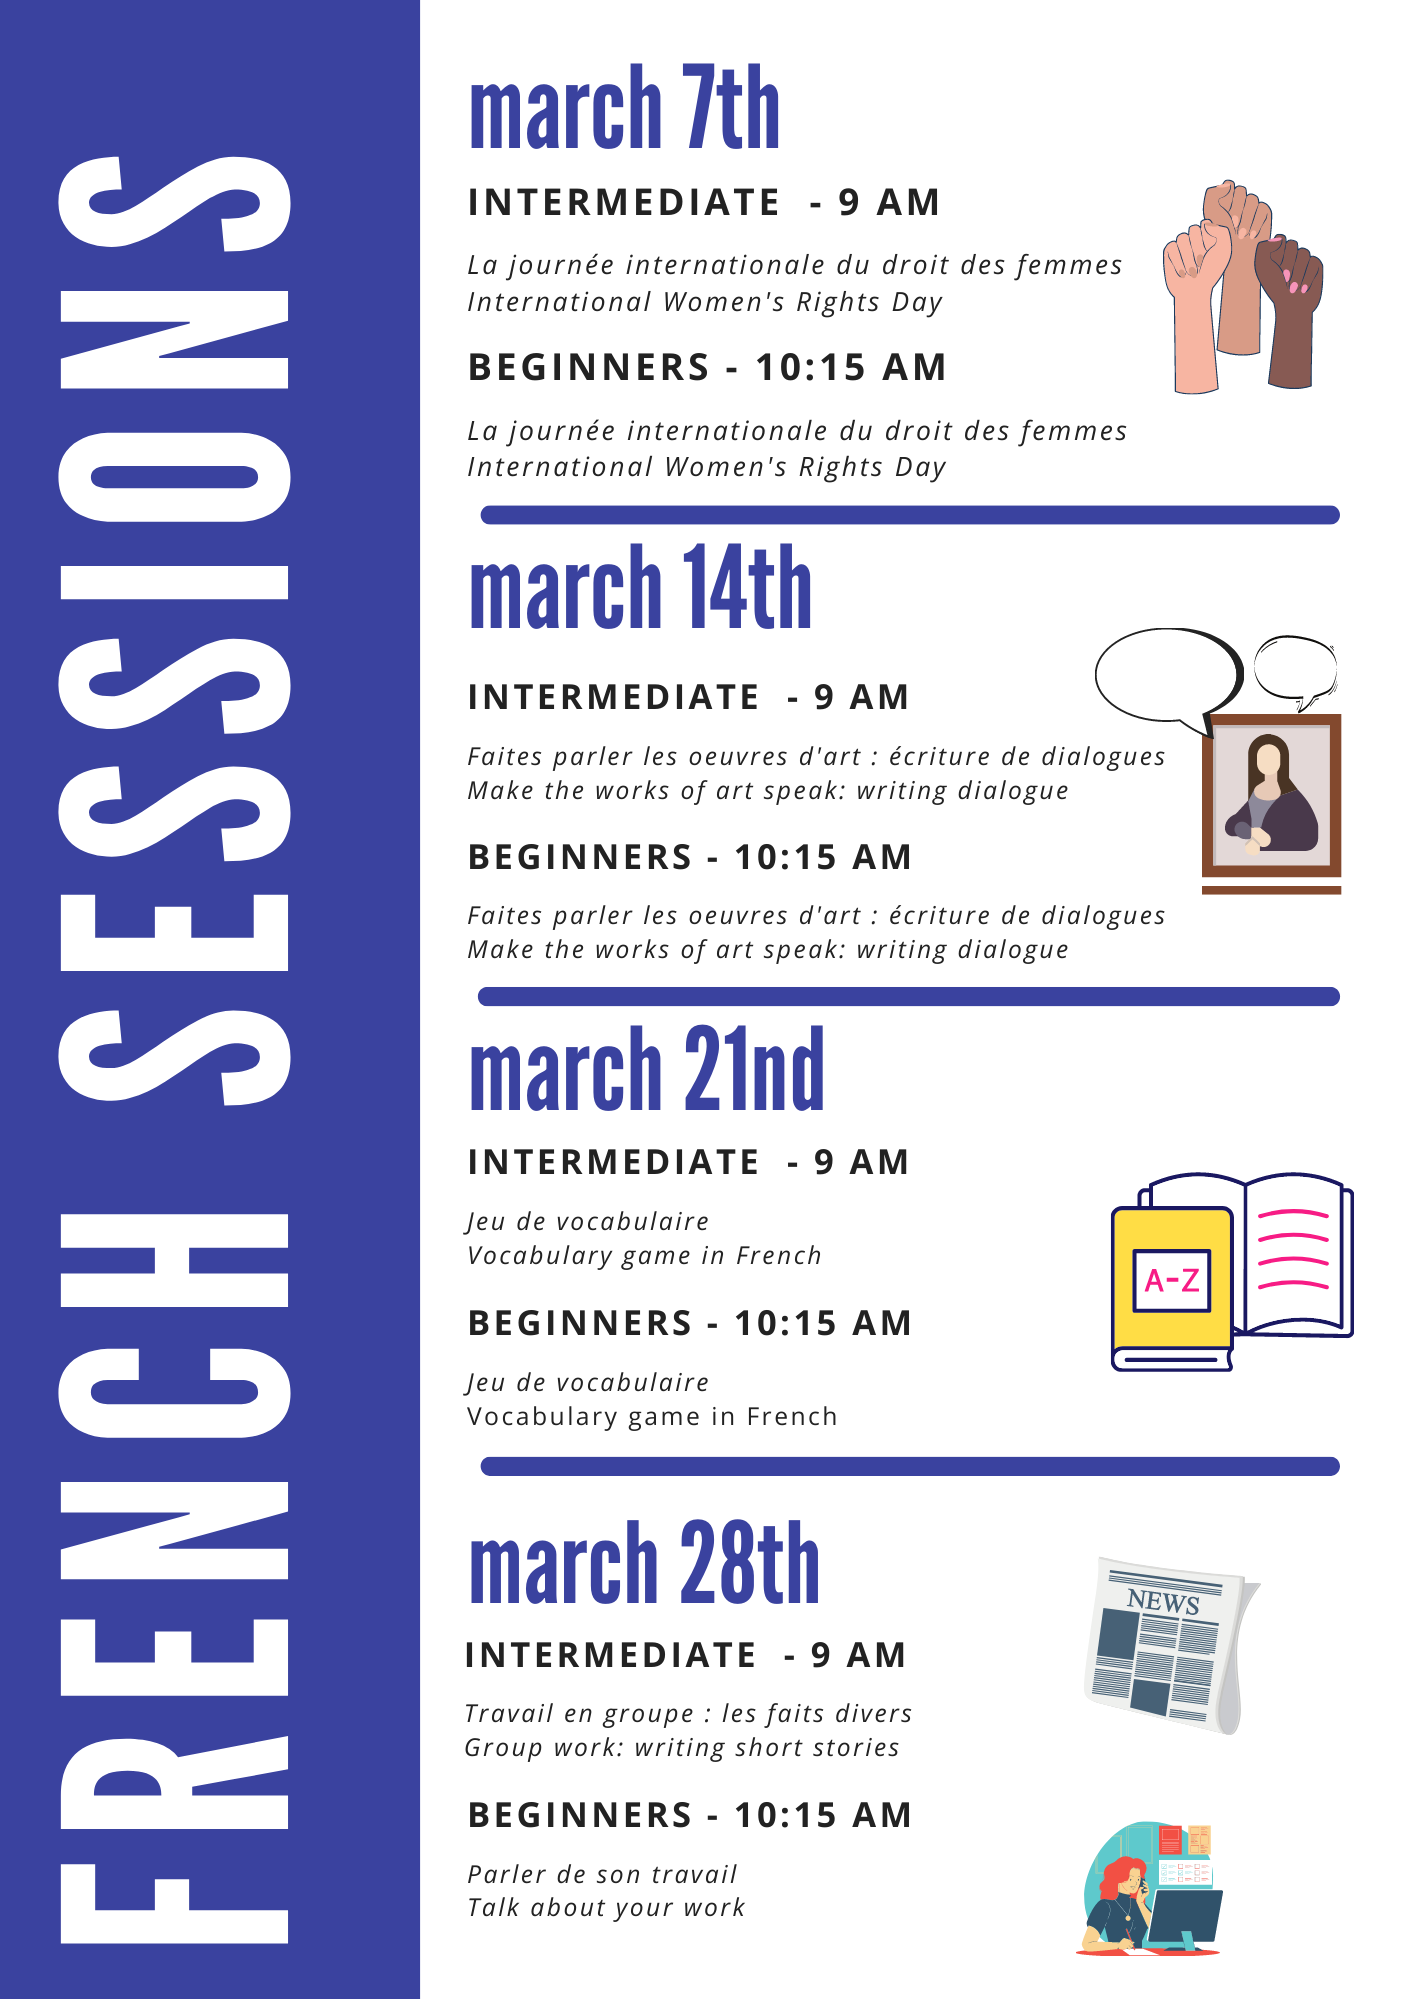 FRENCH SESSIONS
march 7th
INTERMEDIATE - 9 AM
La journée internationale du droit des femmes
International Women's Rights Day
BEGINNERS - 10:15 AM
La journée internationale du droit des femmes
International Women's Rights Day
march 14th
INTERMEDIATE - 9 AM
Faites parler les oeuvres d'art : écriture de dialogues
Make the works of art speak: writing dialogue
BEGINNERS - 10:15 AM
Faites parler les oeuvres d'art : écriture de dialogues
Make the works of art speak: writing dialogue
march 21nd
INTERMEDIATE - 9 AM
Jeu de vocabulaire
Vocabulary game in French
A-Z
BEGINNERS - 10:15 AM
Jeu de vocabulaire
Vocabulary game in French
march 28th
NEWS
INTERMEDIATE - 9 AM
Travail en groupe : les faits divers
Group work: writing short stories
BEGINNERS - 10:15 AM
Parler de son travail
Talk about your work